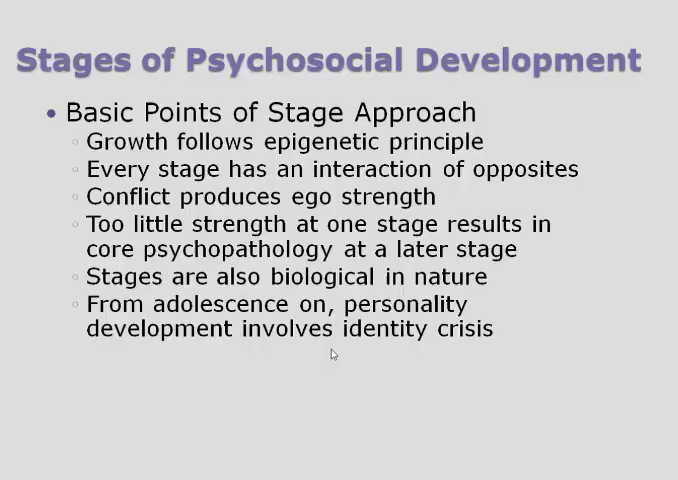 Stages of Psychosocial Development
• Basic Points of Stage Approach
◦ Growth follows epigenetic principle
◦ Every stage has an interaction of opposites
◦ Conflict produces ego strength
◦ Too little strength at one stage results in
core psychopathology at a later stage
◦ Stages are also biological in nature
◦ From adolescence on, personality
development involves identity crisis